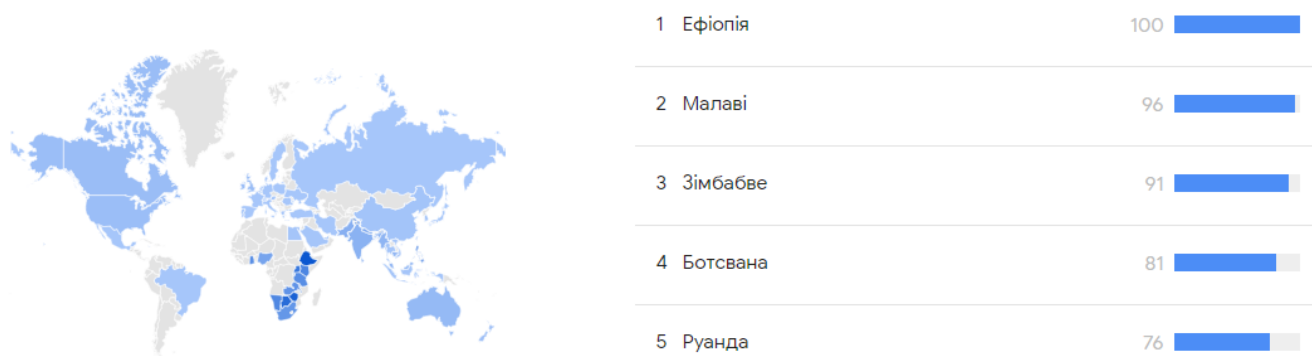 1 Ефіопія 100
2 Малаві 96
3 Зімбабве 91
4 Ботсвана 81
5 Руанда 76